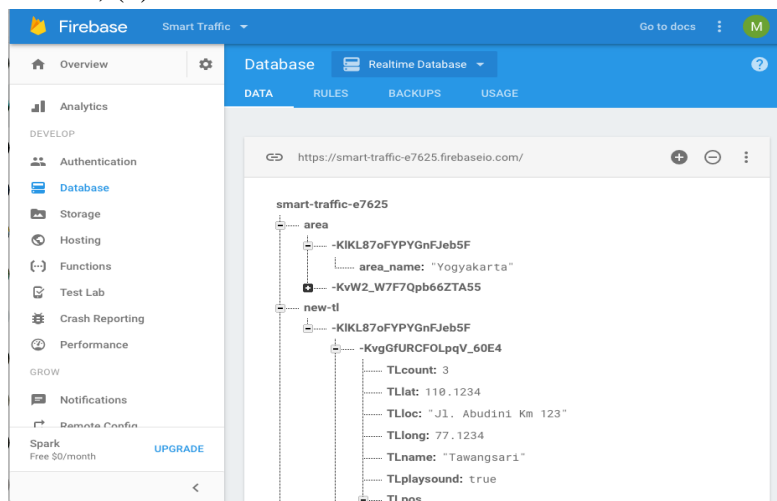 Firebase Smart Traffic Go to docs M
Overview
Analytics
DEVELOP
Authentication
Database
Storage
Hosting
Functions
Test Lab
Crash Reporting
Performance
GROW
Notifications
Remote Config
Spark
Free $0/month
UPGRADE
Database Realtime Database
DATA RULES BACKUPS USAGE
https://smart-traffic-e7625.firebaseio.com/
smart-traffic-e7625
area
-KlKL87oFYPYGnFJeb5F
area_name: "Yogyakarta"
-KvW2_W7F7Qpb66ZTA55
new-tl
-KlKL87oFYPYGnFJeb5F
-KvgGfURCFOLpqV_60E4
TLcount: 3
TLlat: 110.1234
TLloc: "Jl. Abudini Km 123"
TLlong: 77.1234
TLname: "Tawangsari"
TLplaysound: true
TLpos